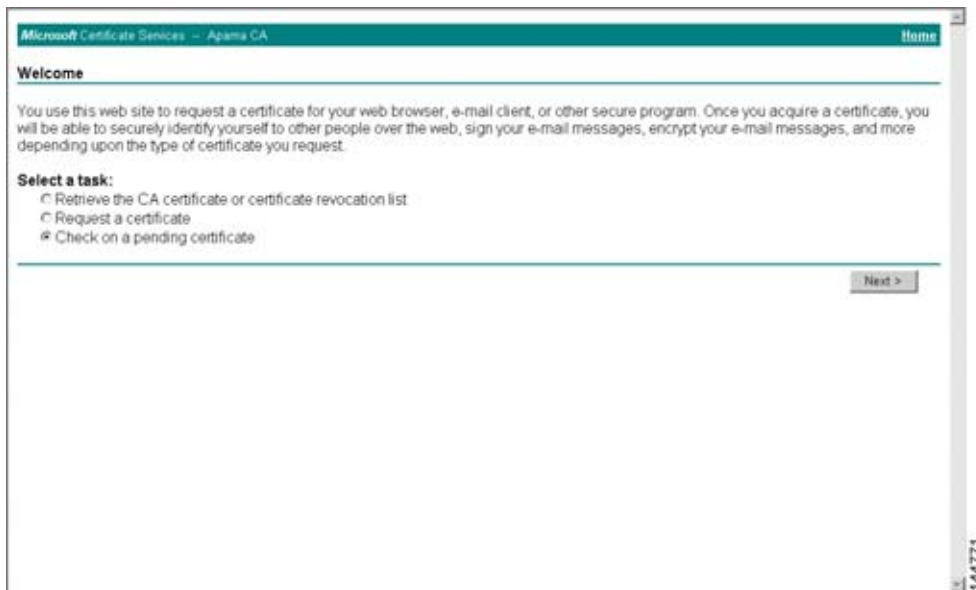 Microsoft Certificate Services -- Aparna CA
Home
Welcome
You use this web site to request a certificate for your web browser, e-mail client, or other secure program. Once you acquire a certificate, you
will be able to securely identify yourself to other people over the web, sign your e-mail messages, encrypt your e-mail messages, and more
depending upon the type of certificate you request.
Select a task:
Retrieve the CA certificate or certificate revocation list
Request a certificate
Check on a pending certificate
Next >
144771